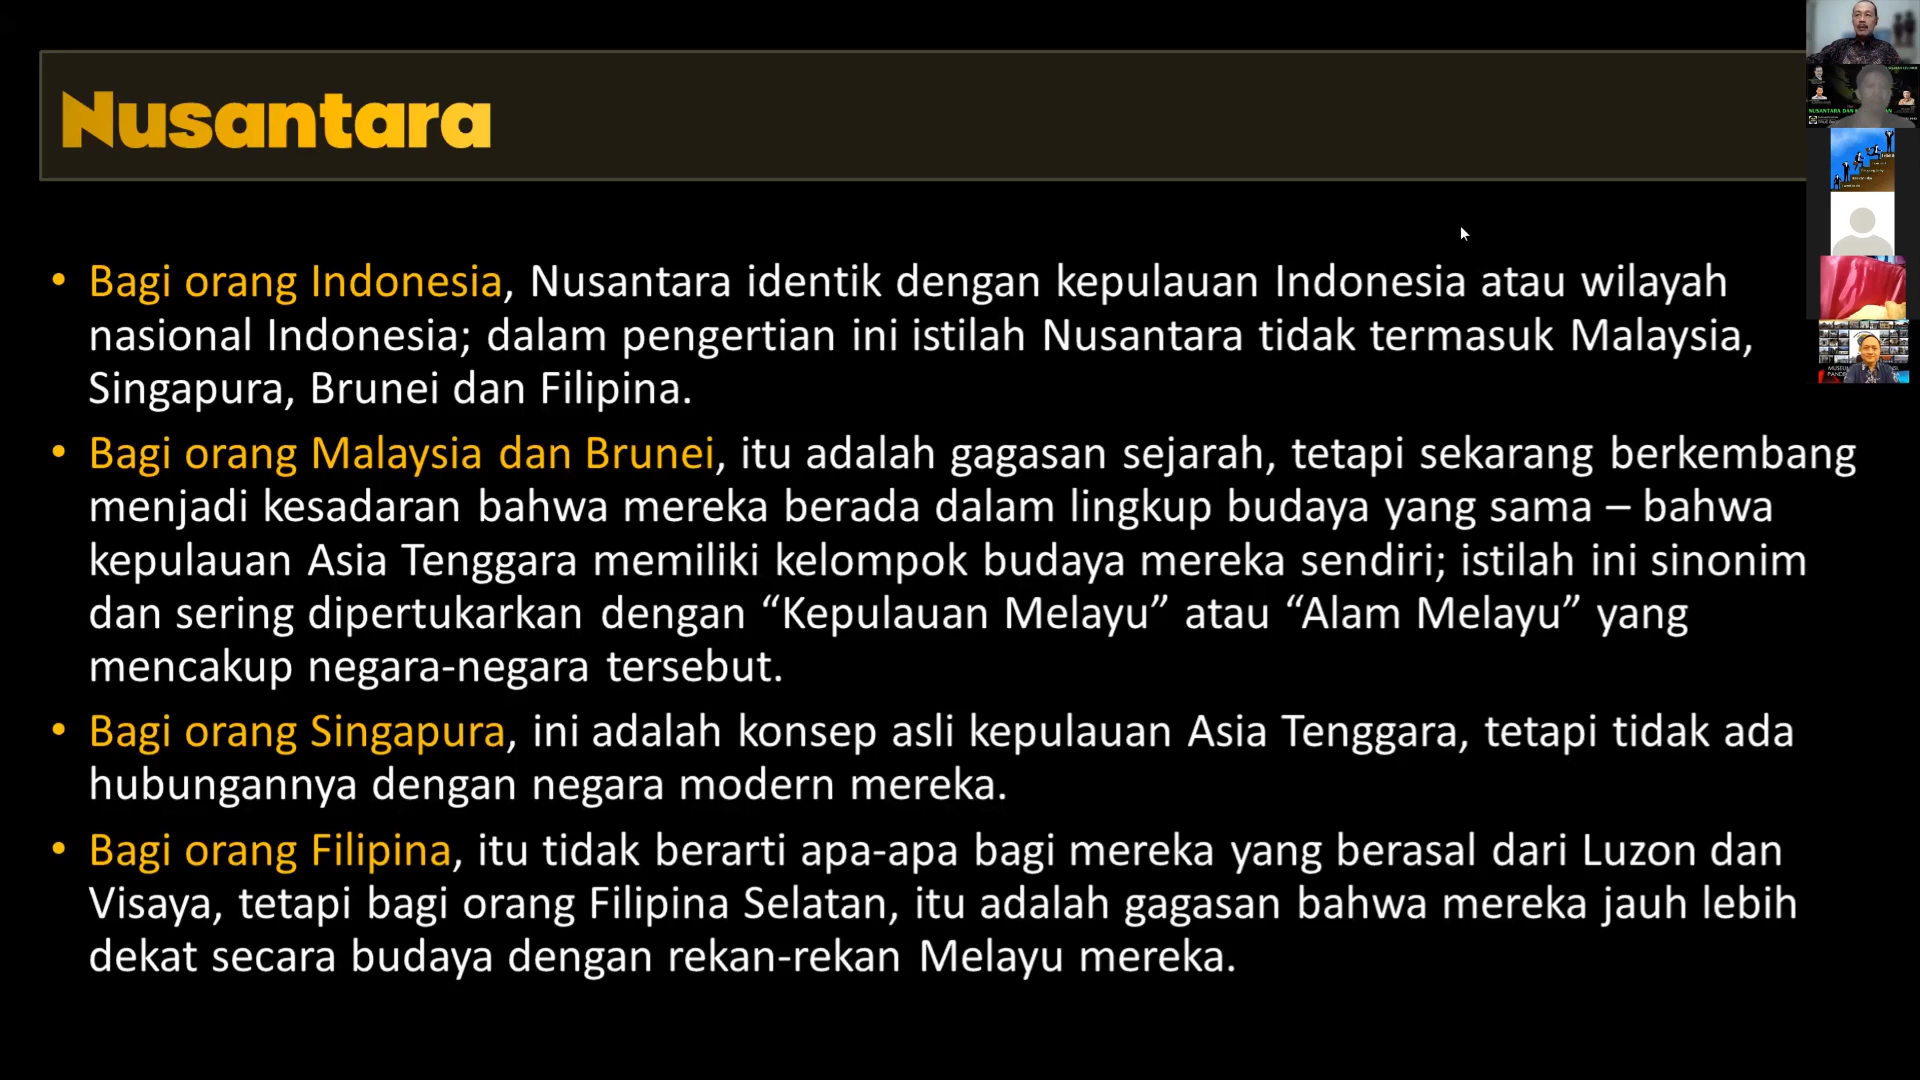 Nusantara
• Bagi orang Indonesia, Nusantara identik dengan kepulauan Indonesia atau wilayah
nasional Indonesia; dalam pengertian ini istilah Nusantara tidak termasuk Malaysia,
Singapura, Brunei dan Filipina.
• Bagi orang Malaysia dan Brunei, itu adalah gagasan sejarah, tetapi sekarang berkembang
menjadi kesadaran bahwa mereka berada dalam lingkup budaya yang sama – bahwa
kepulauan Asia Tenggara memiliki kelompok budaya mereka sendiri; istilah ini sinonim
dan sering dipertukarkan dengan “Kepulauan Melayu” atau “Alam Melayu” yang
mencakup negara-negara tersebut.
• Bagi orang Singapura, ini adalah konsep asli kepulauan Asia Tenggara, tetapi tidak ada
hubungannya dengan negara modern mereka.
• Bagi orang Filipina, itu tidak berarti apa-apa bagi mereka yang berasal dari Luzon dan
Visaya, tetapi bagi orang Filipina Selatan, itu adalah gagasan bahwa mereka jauh lebih
dekat secara budaya dengan rekan-rekan Melayu mereka.
NUSANTARA DAN